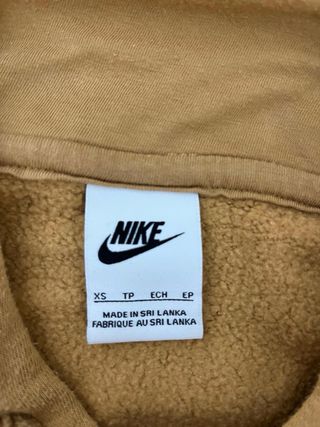 NIKE
XS TP ECH EP
MADE IN SRI LANKA
FABRIQUE AU SRI LANKA